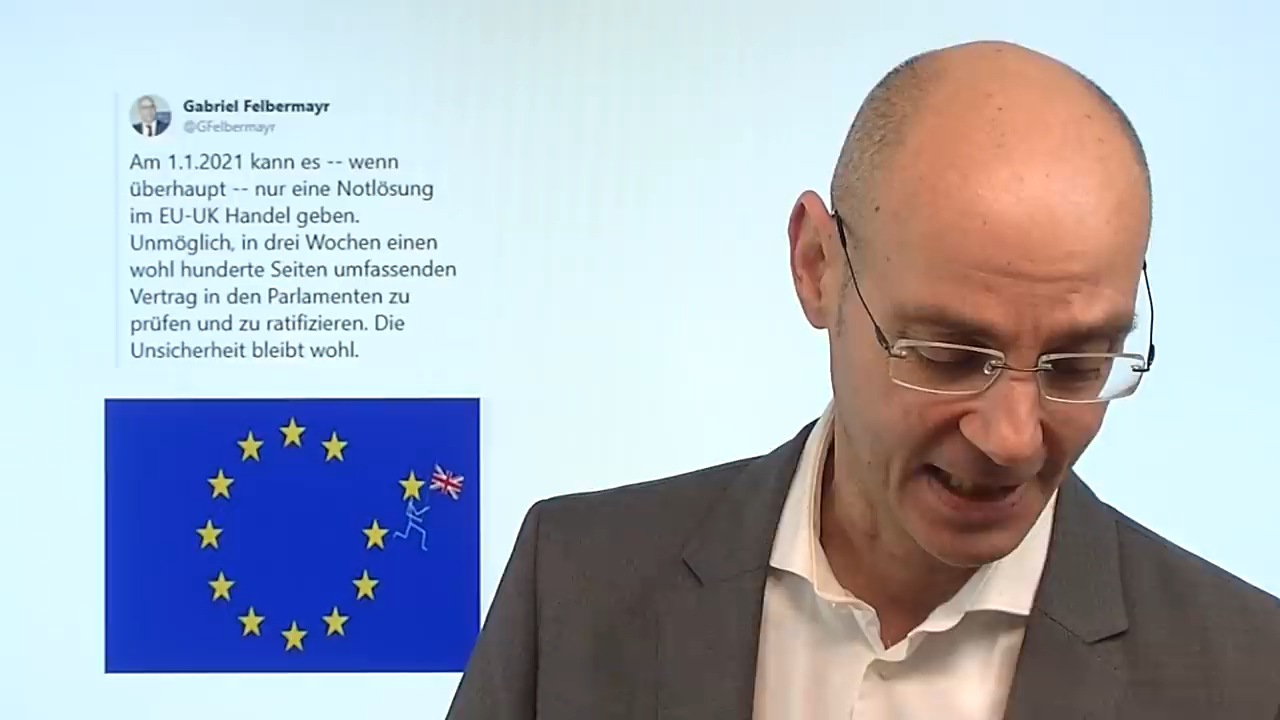 Gabriel Felbermayr
@GFelbermayr
Am 1.1.2021 kann es -- wenn
überhaupt -- nur eine Notlösung
im EU-UK Handel geben.
Unmöglich, in drei Wochen einen
wohl hunderte Seiten umfassenden
Vertrag in den Parlamenten zu
prüfen und zu ratifizieren. Die
Unsicherheit bleibt wohl.